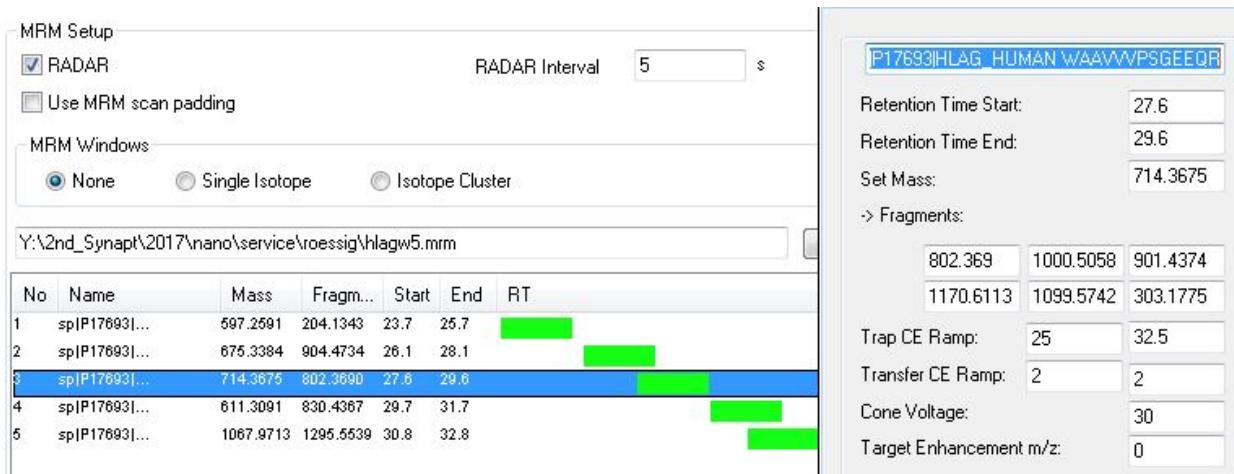 MRM Setup
RADAR
RADAR Interval 5 s
Use MRM scan padding
MRM Windows
None Single Isotope Isotope Cluster
Y:\2nd_Synapt\2017\nano\service\roessig\hlagw5.mrm
No Name Mass Fragm... Start End RT
1 sp|P17693|... 597.2591 204.1343 23.7 25.7
2 sp|P17693|... 675.3384 904.4734 26.1 28.1
3 sp|P17693|... 714.3675 802.3690 27.6 29.6
4 sp|P17693|... 611.3091 830.4367 29.7 31.7
5 sp|P17693|... 1067.9713 1295.5539 30.8 32.8
|P17693|HLAG_HUMAN WAAVVVPSGEEQR
Retention Time Start: 27.6
Retention Time End: 29.6
Set Mass: 714.3675
-> Fragments:
802.369 1000.5058 901.4374
1170.6113 1099.5742 303.1775
Trap CE Ramp: 25 32.5
Transfer CE Ramp: 2 2
Cone Voltage: 30
Target Enhancement m/z: 0